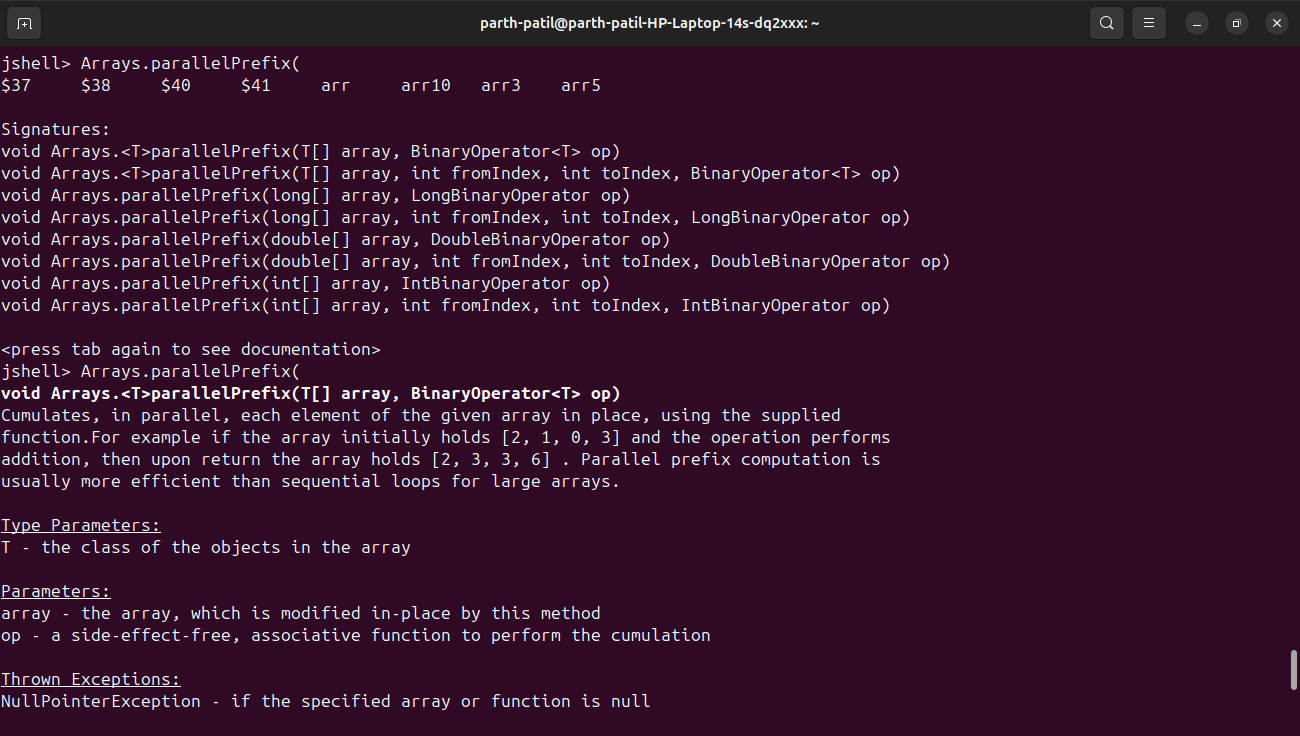 parth-patil@parth-patil-HP-Laptop-14s-dq2xxx: ~
jshell> Arrays.parallelPrefix(
$37     $38     $40     $41     arr     arr10   arr3    arr5
Signatures:
void Arrays.<T>parallelPrefix(T[] array, BinaryOperator<T> op)
void Arrays.<T>parallelPrefix(T[] array, int fromIndex, int toIndex, BinaryOperator<T> op)
void Arrays.parallelPrefix(long[] array, LongBinaryOperator op)
void Arrays.parallelPrefix(long[] array, int fromIndex, int toIndex, LongBinaryOperator op)
void Arrays.parallelPrefix(double[] array, DoubleBinaryOperator op)
void Arrays.parallelPrefix(double[] array, int fromIndex, int toIndex, DoubleBinaryOperator op)
void Arrays.parallelPrefix(int[] array, IntBinaryOperator op)
void Arrays.parallelPrefix(int[] array, int fromIndex, int toIndex, IntBinaryOperator op)
<press tab again to see documentation>
jshell> Arrays.parallelPrefix(
void Arrays.<T>parallelPrefix(T[] array, BinaryOperator<T> op)
Cumulates, in parallel, each element of the given array in place, using the supplied
function.For example if the array initially holds [2, 1, 0, 3] and the operation performs
addition, then upon return the array holds [2, 3, 3, 6] . Parallel prefix computation is
usually more efficient than sequential loops for large arrays.
Type Parameters:
T - the class of the objects in the array
Parameters:
array - the array, which is modified in-place by this method
op - a side-effect-free, associative function to perform the cumulation
Thrown Exceptions:
NullPointerException - if the specified array or function is null